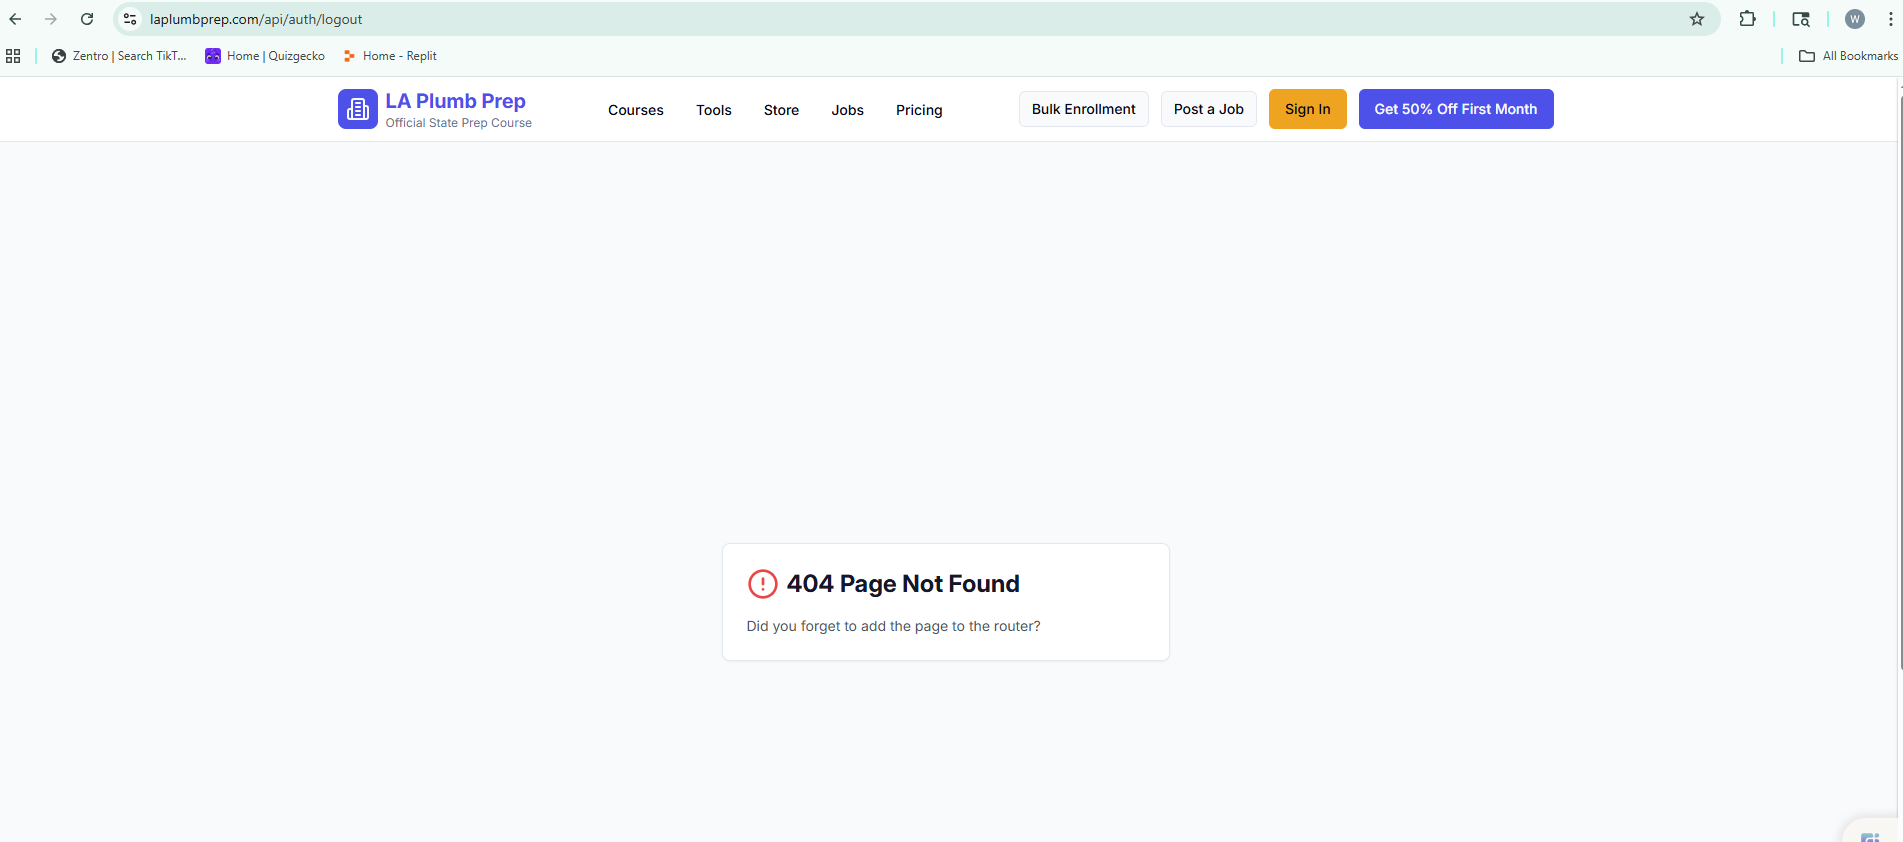 laplumbprep.com/api/auth/logout
W
Zentro | Search TikT...
Home | Quizgecko
Home - Replit
All Bookmarks
LA Plumb Prep
Official State Prep Course
Courses
Tools
Store
Jobs
Pricing
Bulk Enrollment
Post a Job
Sign In
Get 50% Off First Month
404 Page Not Found
Did you forget to add the page to the router?